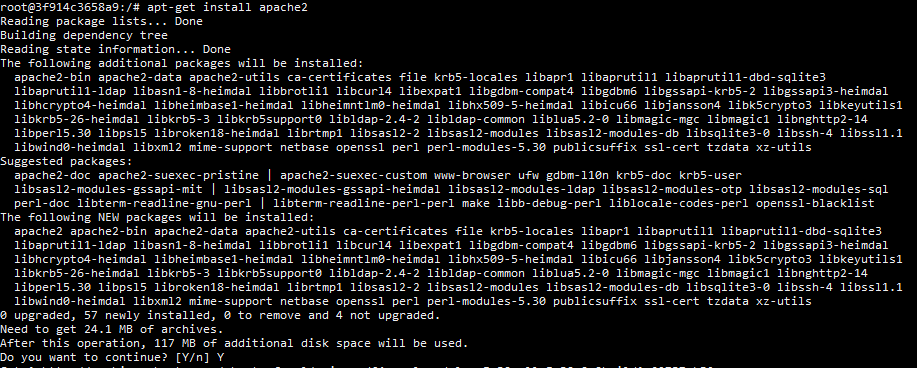 root@3f914c3658a9:/# apt-get install apache2
Reading package lists... Done
Building dependency tree
Reading state information... Done
The following additional packages will be installed:
  apache2-bin apache2-data apache2-utils ca-certificates file krb5-locales libapr1 libaprutil1 libaprutil1-dbd-sqlite3
  libaprutil1-ldap libasn1-8-heimdal libbrotli1 libcurl4 libexpat1 libgdbm-compat4 libgdbm6 libgssapi-krb5-2 libgssapi3-heimdal
  libhcrypto4-heimdal libheimbase1-heimdal libheimntlm0-heimdal libhx509-5-heimdal libicu66 libjansson4 libk5crypto3 libkeyutils1
  libkrb5-26-heimdal libkrb5-3 libkrb5support0 libldap-2.4-2 libldap-common liblua5.2-0 libmagic-mgc libmagic1 libnghttp2-14
  libperl5.30 libpsl5 libroken18-heimdal librtmp1 libsasl2-2 libsasl2-modules libsasl2-modules-db libsqlite3-0 libssh-4 libssl1.1
  libwind0-heimdal libxml2 mime-support netbase openssl perl perl-modules-5.30 publicsuffix ssl-cert tzdata xz-utils
Suggested packages:
  apache2-doc apache2-suexec-pristine | apache2-suexec-custom www-browser ufw gdbm-l10n krb5-doc krb5-user
  libsasl2-modules-gssapi-mit | libsasl2-modules-gssapi-heimdal libsasl2-modules-ldap libsasl2-modules-otp libsasl2-modules-sql
  perl-doc libterm-readline-gnu-perl | libterm-readline-perl-perl make libb-debug-perl liblocale-codes-perl openssl-blacklist
The following NEW packages will be installed:
  apache2 apache2-bin apache2-data apache2-utils ca-certificates file krb5-locales libapr1 libaprutil1 libaprutil1-dbd-sqlite3
  libaprutil1-ldap libasn1-8-heimdal libbrotli1 libcurl4 libexpat1 libgdbm-compat4 libgdbm6 libgssapi-krb5-2 libgssapi3-heimdal
  libhcrypto4-heimdal libheimbase1-heimdal libheimntlm0-heimdal libhx509-5-heimdal libicu66 libjansson4 libk5crypto3 libkeyutils1
  libkrb5-26-heimdal libkrb5-3 libkrb5support0 libldap-2.4-2 libldap-common liblua5.2-0 libmagic-mgc libmagic1 libnghttp2-14
  libperl5.30 libpsl5 libroken18-heimdal librtmp1 libsasl2-2 libsasl2-modules libsasl2-modules-db libsqlite3-0 libssh-4 libssl1.1
  libwind0-heimdal libxml2 mime-support netbase openssl perl perl-modules-5.30 publicsuffix ssl-cert tzdata xz-utils
0 upgraded, 57 newly installed, 0 to remove and 4 not upgraded.
Need to get 24.1 MB of archives.
After this operation, 117 MB of additional disk space will be used.
Do you want to continue? [Y/n] Y